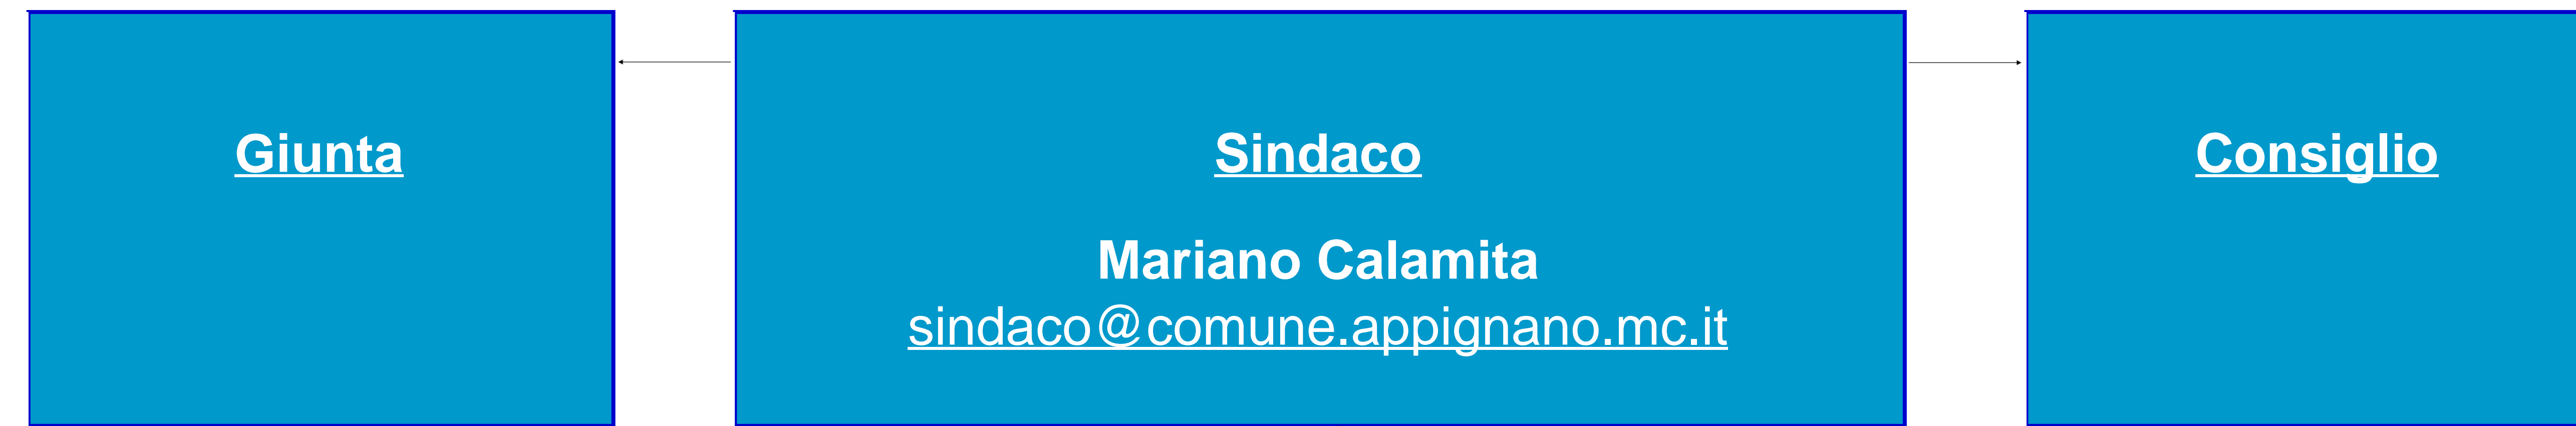 Giunta
Sindaco
Mariano Calamita
sindaco@comune.appignano.mc.it
Consiglio